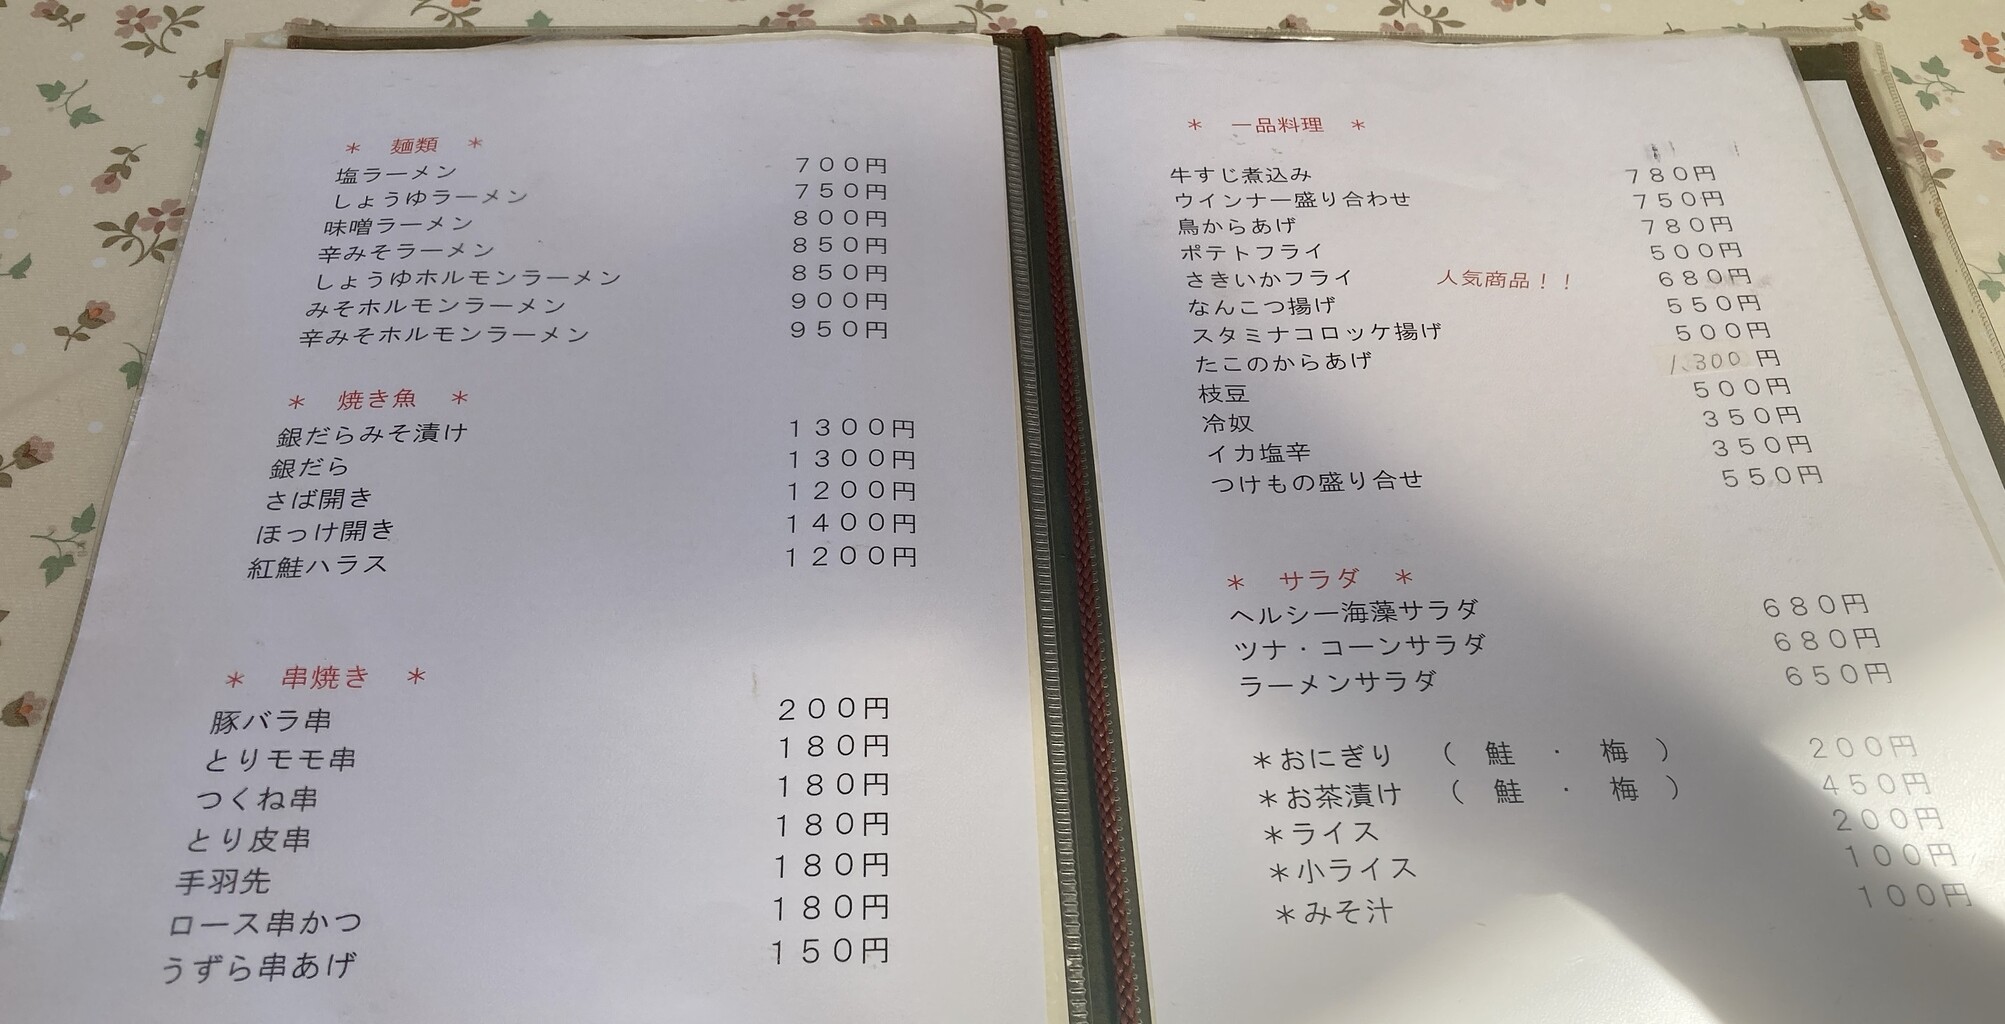 ＊ 麺類 ＊
塩ラーメン 700円
しょうゆラーメン 750円
味噌ラーメン 800円
辛みそラーメン 850円
しょうゆホルモンラーメン 850円
みそホルモンラーメン 900円
辛みそホルモンラーメン 950円
＊ 焼き魚 ＊
銀だらみそ漬け 1300円
銀だら 1300円
さば開き 1200円
ほっけ開き 1400円
紅鮭ハラス 1200円
＊ 串焼き ＊
豚バラ串 200円
とりモモ串 180円
つくね串 180円
とり皮串 180円
手羽先 180円
ロース串かつ 180円
うずら串あげ 150円
＊ 一品料理 ＊
牛すじ煮込み 780円
ウインナー盛り合わせ 750円
鳥からあげ 780円
ポテトフライ 500円
さきいかフライ 人気商品！！ 680円
なんこつ揚げ 550円
スタミナコロッケ揚げ 500円
たこのからあげ 1、300円
枝豆 500円
冷奴 350円
イカ塩辛 350円
つけもの盛り合せ 550円
＊ サラダ ＊
ヘルシー海藻サラダ 680円
ツナ・コーンサラダ 680円
ラーメンサラダ 650円
＊おにぎり （ 鮭 ・ 梅 ） 200円
＊お茶漬け （ 鮭 ・ 梅 ） 450円
＊ライス 200円
＊小ライス 100円
＊みそ汁 100円